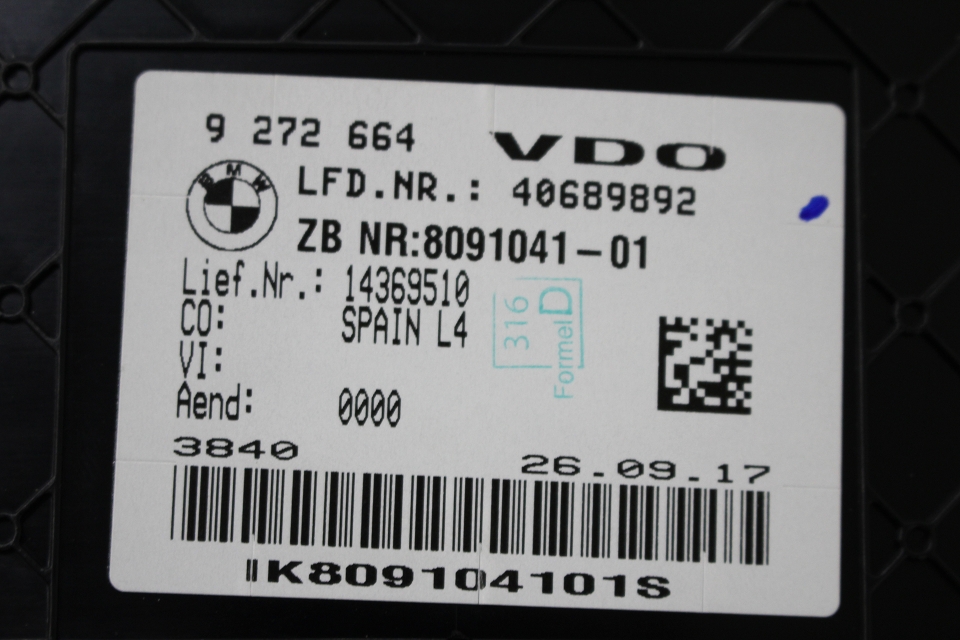 9 272 664
VDO
BMW
LFD.NR.: 40689892
ZB NR:8091041-01
Lief.Nr.: 14369510
CO: SPAIN L4
VI:
Aend: 0000
316
FormelD
3840
26.09.17
K809104101S